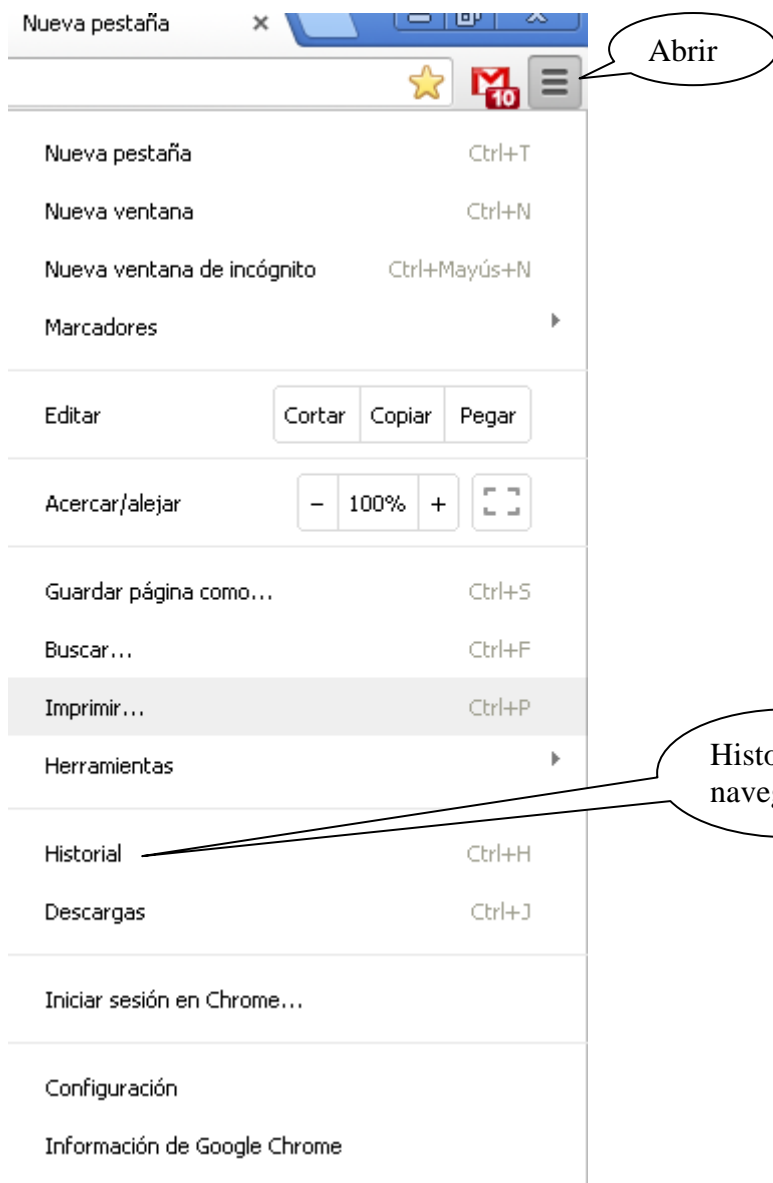 Nueva pestaña
Abrir
10
Nueva pestaña Ctrl+T
Nueva ventana Ctrl+N
Nueva ventana de incógnito Ctrl+Mayús+N
Marcadores
Editar Cortar Copiar Pegar
Acercar/alejar - 100% +
Guardar página como... Ctrl+S
Buscar... Ctrl+F
Imprimir... Ctrl+P
Herramientas
Historial Ctrl+H
Descargas Ctrl+J
Iniciar sesión en Chrome...
Configuración
Información de Google Chrome